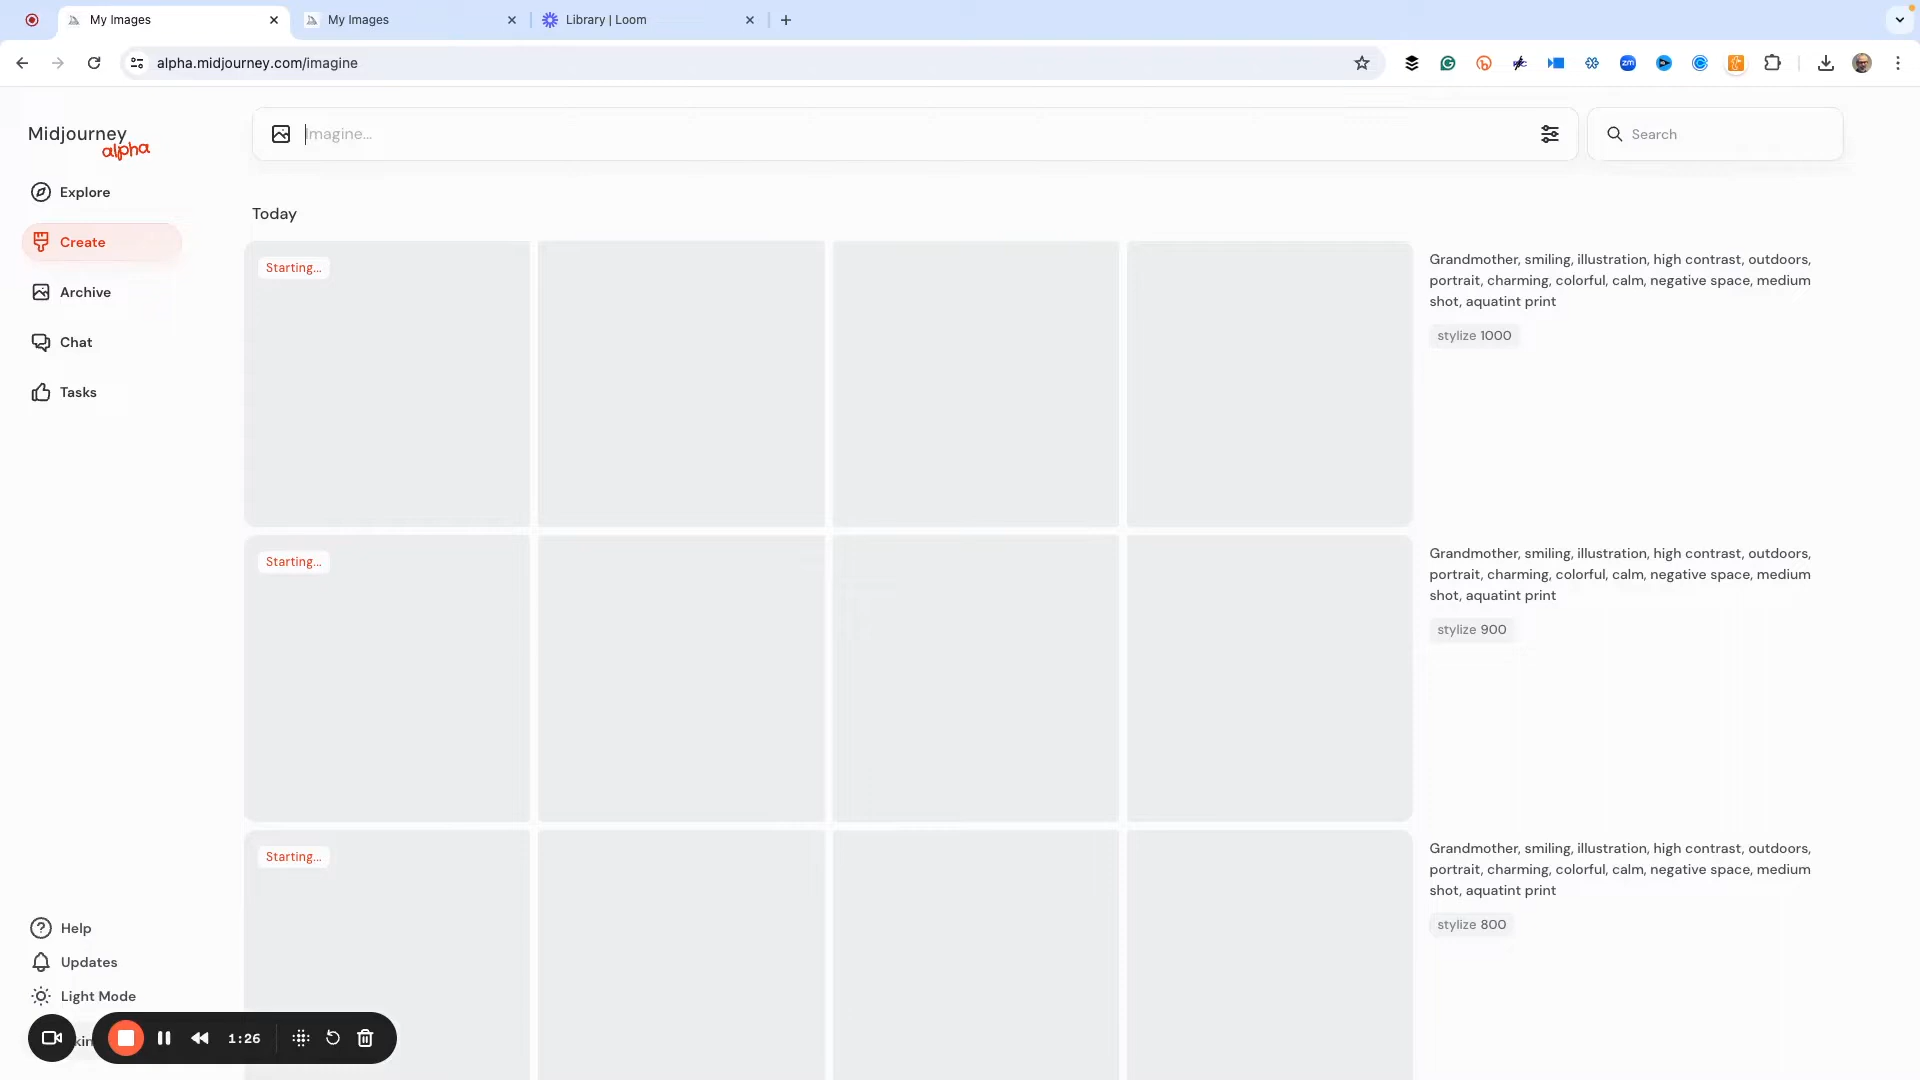 My Images
My Images
Library | Loom
alpha.midjourney.com/imagine
zm
Midjourney
alpha
Imagine...
Search
Explore
Create
Archive
Chat
Tasks
Today
Starting...
Grandmother, smiling, illustration, high contrast, outdoors,
portrait, charming, colorful, calm, negative space, medium
shot, aquatint print
stylize 1000
Starting...
Grandmother, smiling, illustration, high contrast, outdoors,
portrait, charming, colorful, calm, negative space, medium
shot, aquatint print
stylize 900
Starting...
Grandmother, smiling, illustration, high contrast, outdoors,
portrait, charming, colorful, calm, negative space, medium
shot, aquatint print
stylize 800
Help
Updates
Light Mode
1:26